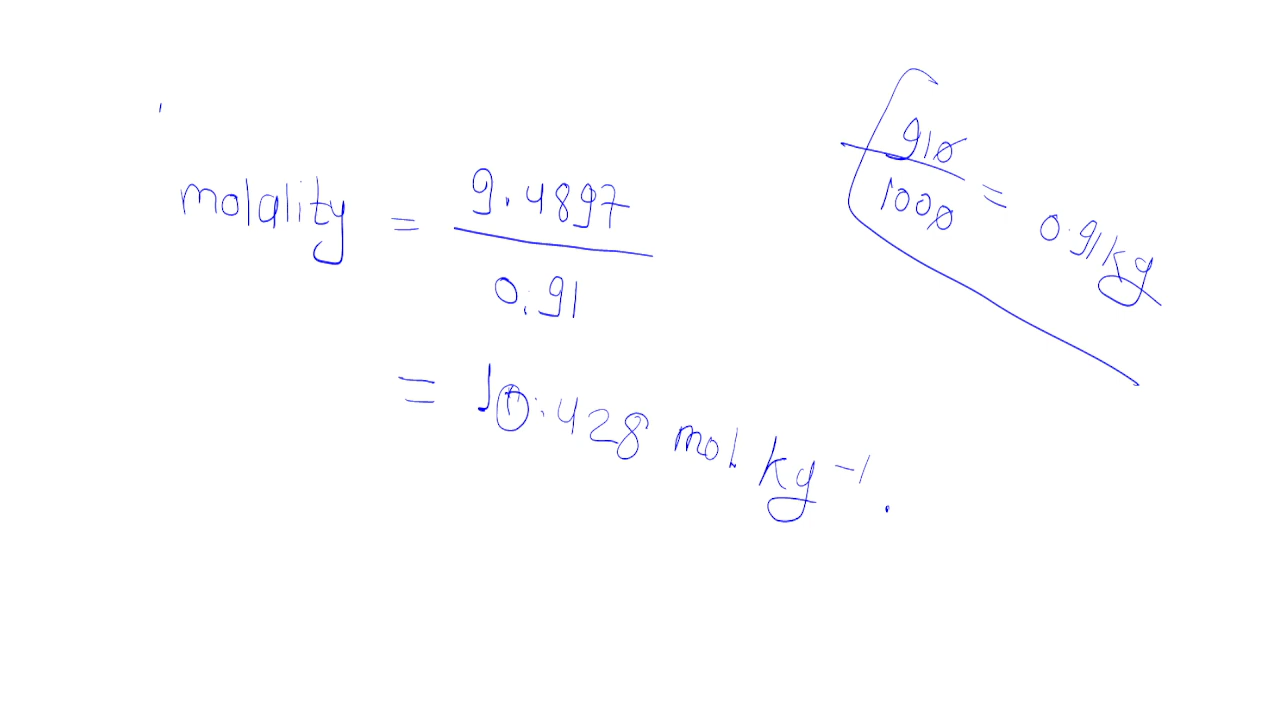 molality = 9.4897 / 0.91
= 10.428 mol kg⁻¹.
910 / 1000 = 0.91 kg